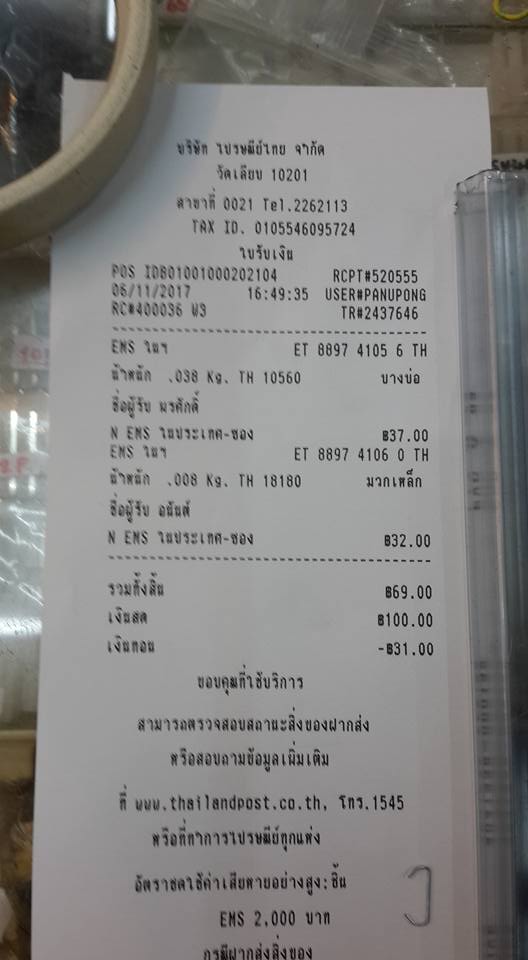 บริษัท ไปรษณีย์ไทย จำกัด
วัดเลียบ 10201
สาขาที่ 0021 Tel.2262113
TAX ID. 0105546095724
ใบรับเงิน
POS ID801001000202104 RCPT#520555
06/11/2017 16:49:35 USER#PANUPONG
RC#400036 W3 TR#2437646
EMS ในฯ ET 8897 4105 6 TH
น้ำหนัก .038 Kg. TH 10560 บางบ่อ
ชื่อผู้รับ พรศักดิ์
N EMS ในประเทศ-ซอง ฿37.00
EMS ในฯ ET 8897 4106 0 TH
น้ำหนัก .008 Kg. TH 18180 มวกเหล็ก
ชื่อผู้รับ อนันต์
N EMS ในประเทศ-ซอง ฿32.00
รวมทั้งสิ้น ฿69.00
เงินสด ฿100.00
เงินทอน -฿31.00
ขอบคุณที่ใช้บริการ
สามารถตรวจสอบสถานะสิ่งของฝากส่ง
หรือสอบถามข้อมูลเพิ่มเติม
ที่ www.thailandpost.co.th, โทร.1545
หรือที่ทำการไปรษณีย์ทุกแห่ง
อัตราชดใช้ค่าเสียหายอย่างสูง:ชิ้น
EMS 2,000 บาท
กรณีฝากส่งสิ่งของ